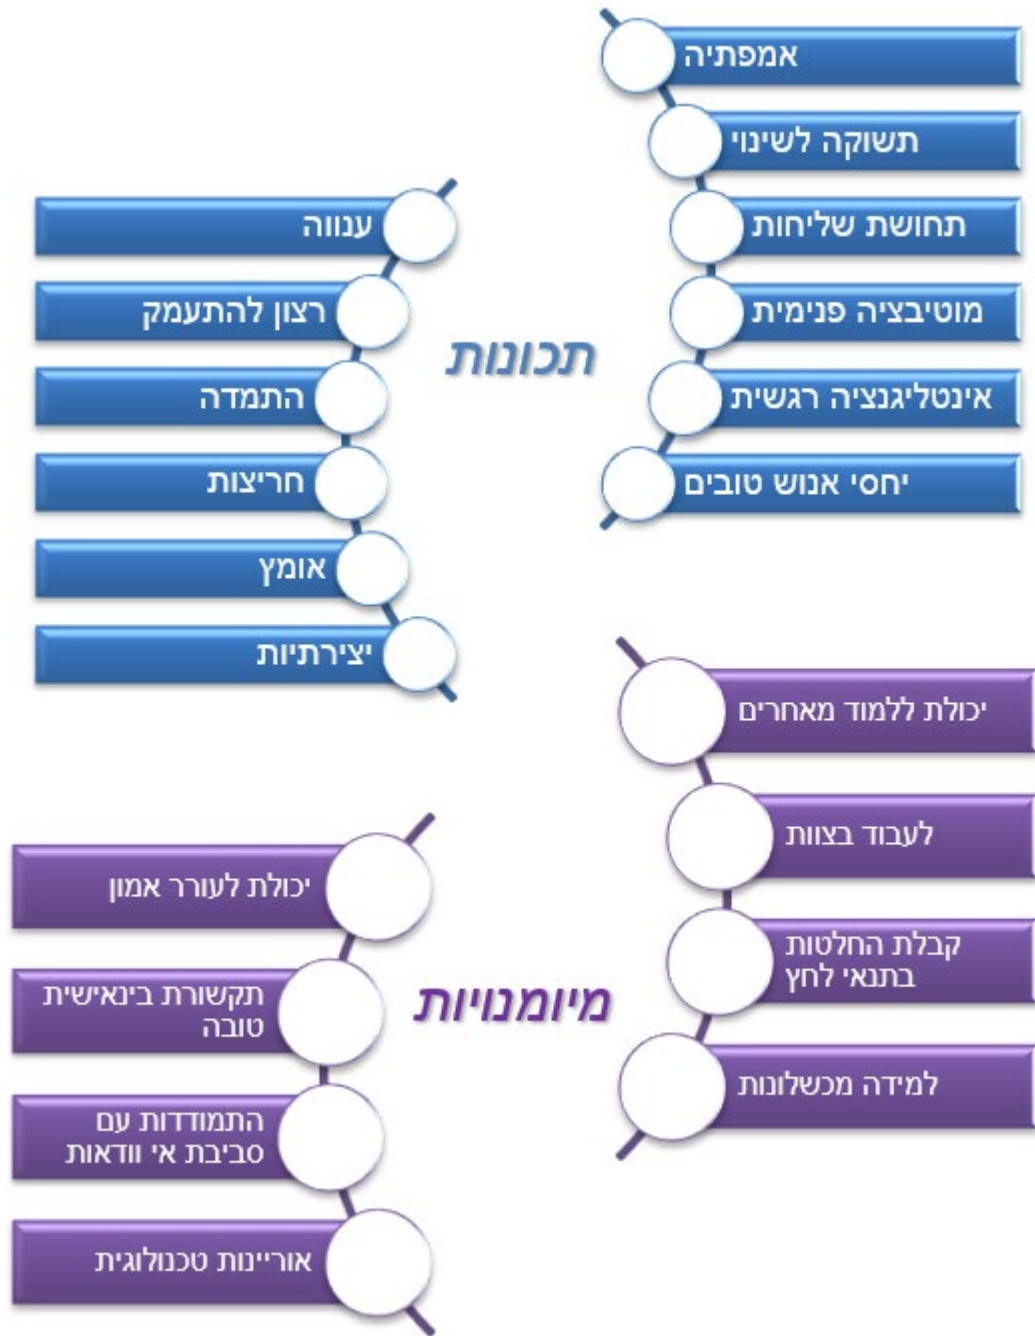 אמפתיה
תשוקה לשינוי
תחושת שליחות
מוטיבציה פנימית
אינטליגנציה רגשית
יחסי אנוש טובים
תכונות
ענווה
רצון להתעמק
התמדה
חריצות
אומץ
יצירתיות
יכולת ללמוד מאחרים
לעבוד בצוות
קבלת החלטות
בתנאי לחץ
למידה מכשלונות
מיומנויות
יכולת לעורר אמון
תקשורת בינאישית
טובה
התמודדות עם
סביבת אי וודאות
אוריינות טכנולוגית